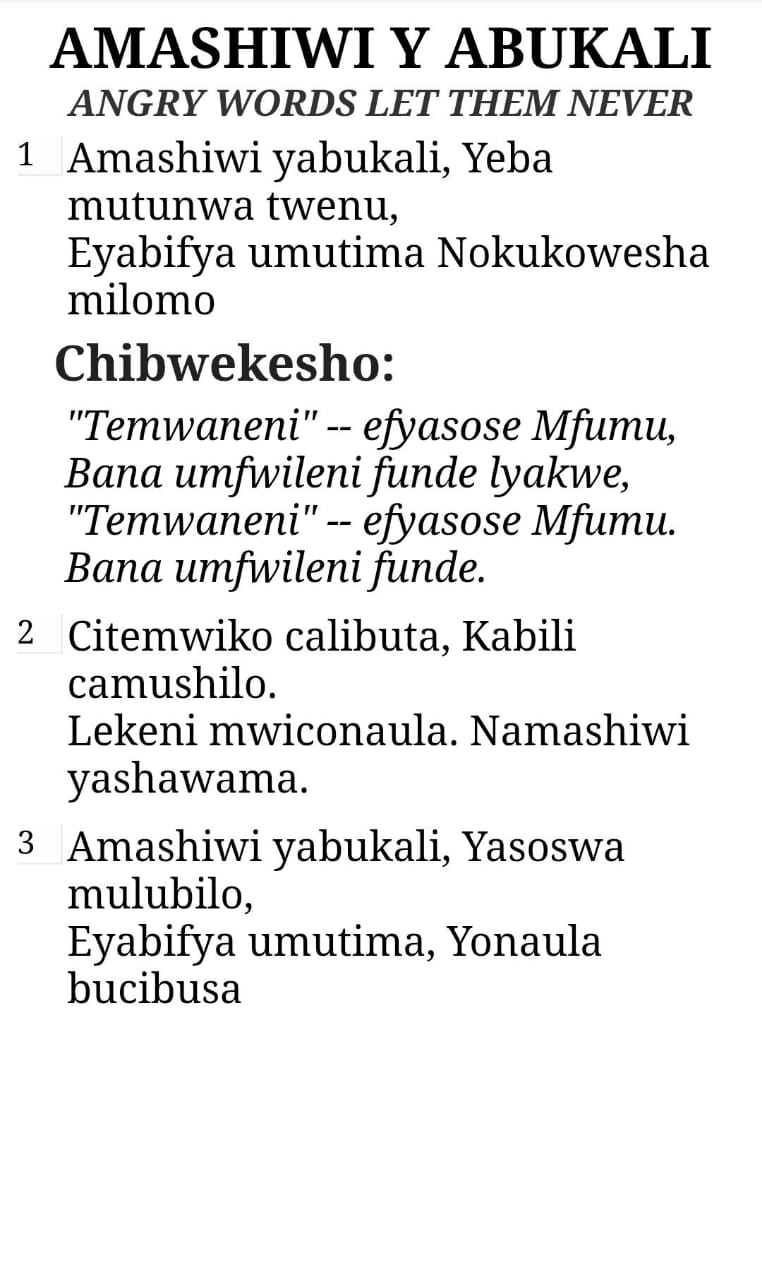 AMASHIWI Y ABUKALI
ANGRY WORDS LET THEM NEVER
1 Amashiwi yabukali, Yeba
mutunwa twenu,
Eyabifya umutima Nokukowesha
milomo
Chibwekesho:
"Temwaneni" -- efyasose Mfumu,
Bana umfwileni funde lyakwe,
"Temwaneni" -- efyasose Mfumu.
Bana umfwileni funde.
2 Citemwiko calibuta, Kabili
camushilo.
Lekeni mwiconaula. Namashiwi
yashawama.
3 Amashiwi yabukali, Yasoswa
mulubilo,
Eyabifya umutima, Yonaula
bucibusa